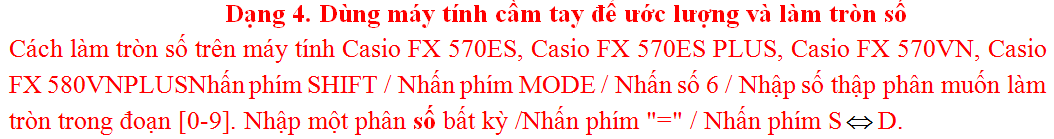 Dạng 4. Dùng máy tính cầm tay để ước lượng và làm tròn số
Cách làm tròn số trên máy tính Casio FX 570ES, Casio FX 570ES PLUS, Casio FX 570VN, Casio
FX 580VNPLUSNhấn phím SHIFT / Nhấn phím MODE / Nhấn số 6 / Nhập số thập phân muốn làm
tròn trong đoạn [0-9]. Nhập một phân số bất kỳ /Nhấn phím "=" / Nhấn phím S⇔D.